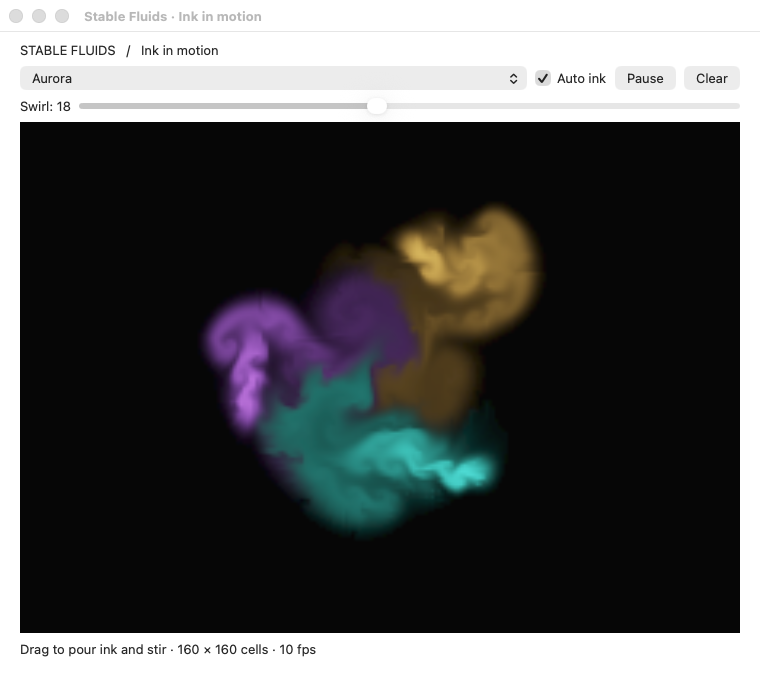 Stable Fluids · Ink in motion
STABLE FLUIDS / Ink in motion
Aurora Auto ink Pause Clear
Swirl: 18
Drag to pour ink and stir · 160 × 160 cells · 10 fps